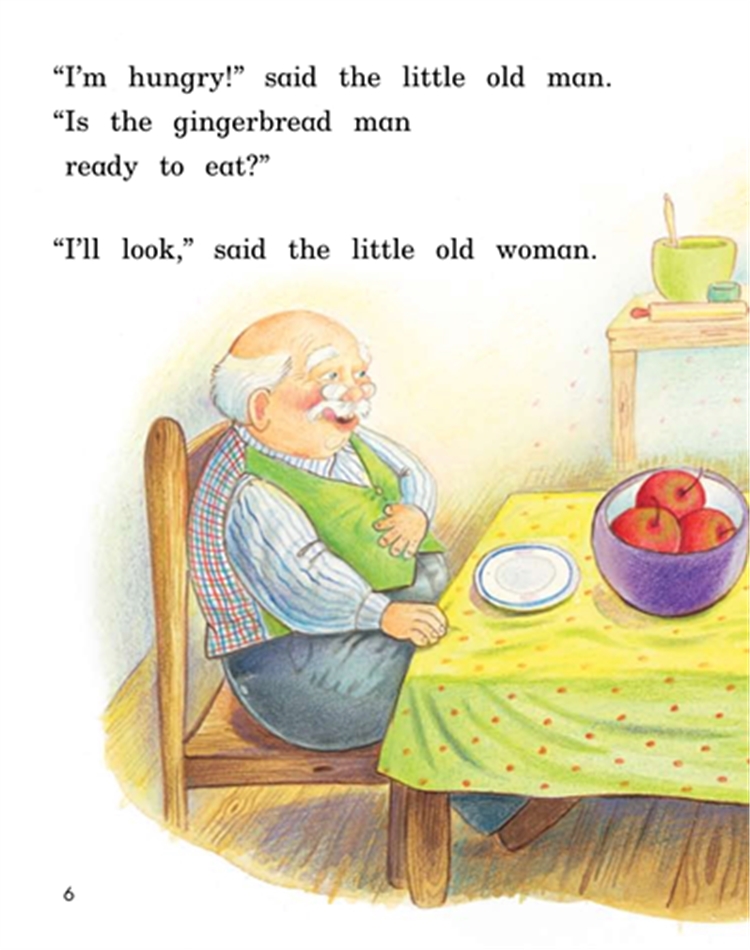 “I’m hungry!” said the little old man.
“Is the gingerbread man
ready to eat?”
“I’ll look,” said the little old woman.
6